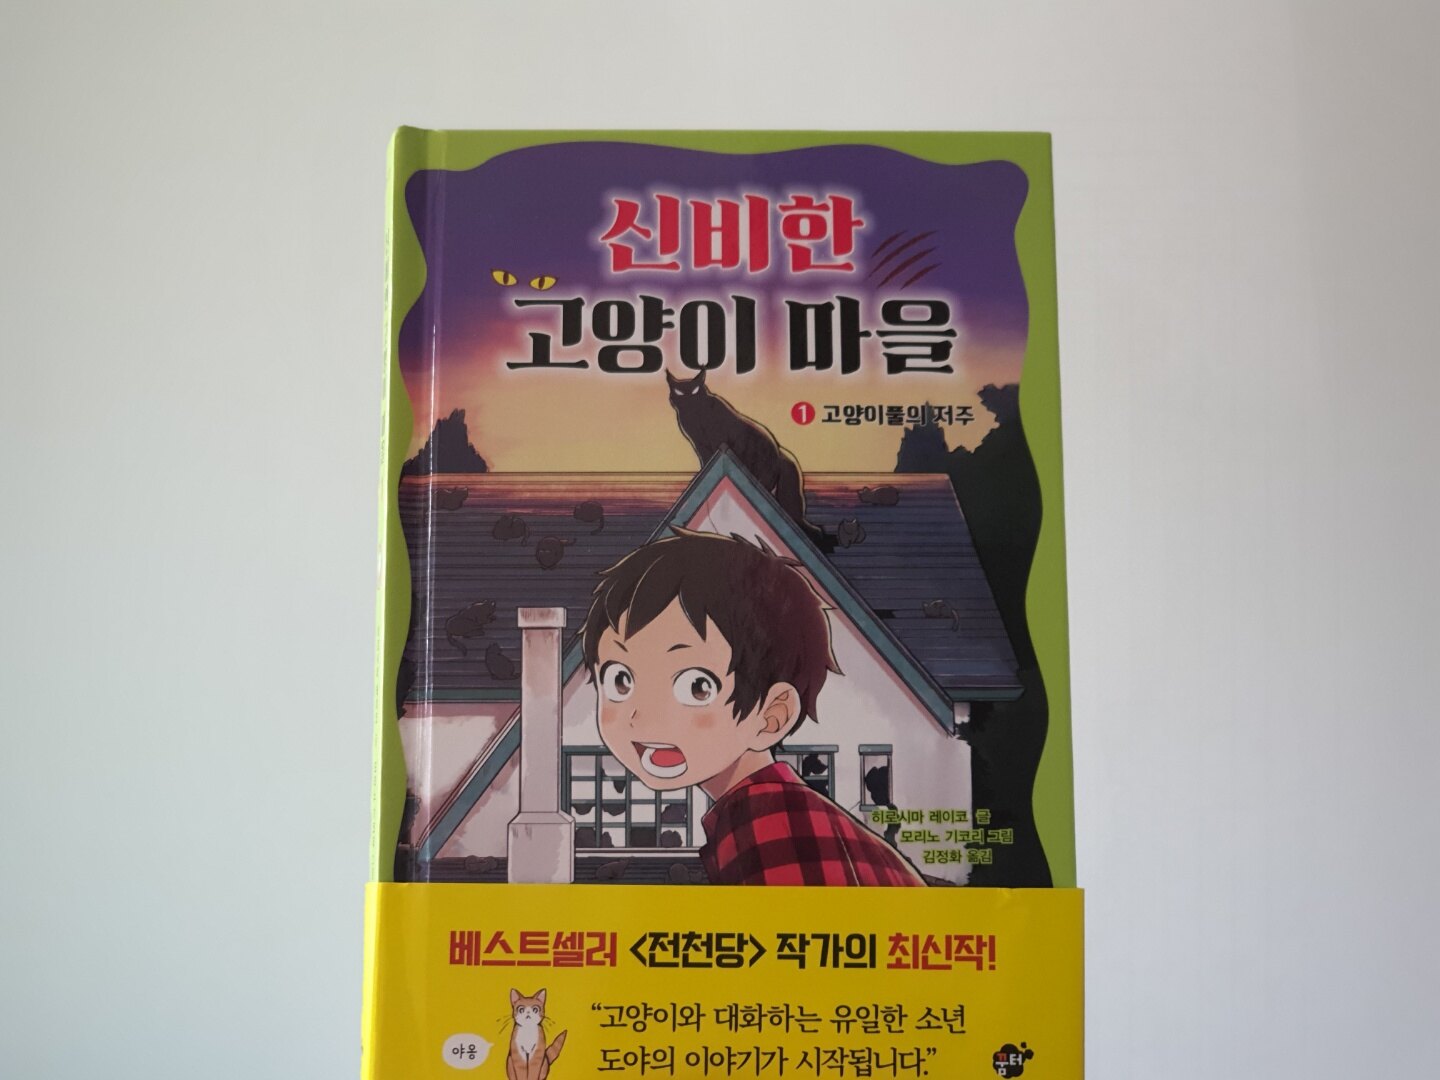 신비한
고양이 마을
1 고양이풀의 저주
히로시마 레이코 글
모리노 기코리 그림
김정화 옮김
베스트셀러 <전천당> 작가의 최신작!
“고양이와 대화하는 유일한 소년
도야의 이야기가 시작됩니다.”
야옹
꿈터